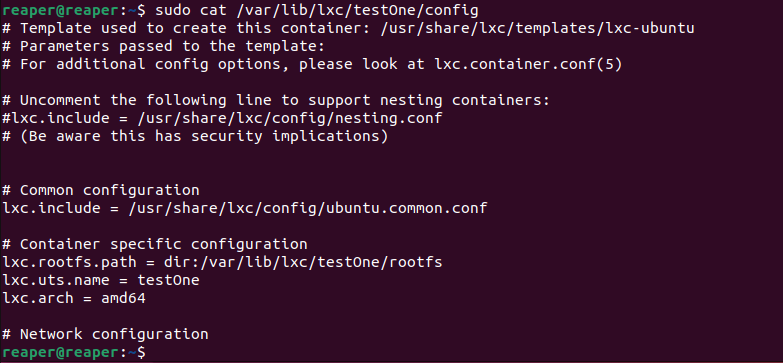 reaper@reaper:~$ sudo cat /var/lib/lxc/testOne/config
# Template used to create this container: /usr/share/lxc/templates/lxc-ubuntu
# Parameters passed to the template:
# For additional config options, please look at lxc.container.conf(5)
# Uncomment the following line to support nesting containers:
#lxc.include = /usr/share/lxc/config/nesting.conf
# (Be aware this has security implications)
# Common configuration
lxc.include = /usr/share/lxc/config/ubuntu.common.conf
# Container specific configuration
lxc.rootfs.path = dir:/var/lib/lxc/testOne/rootfs
lxc.uts.name = testOne
lxc.arch = amd64
# Network configuration
reaper@reaper:~$